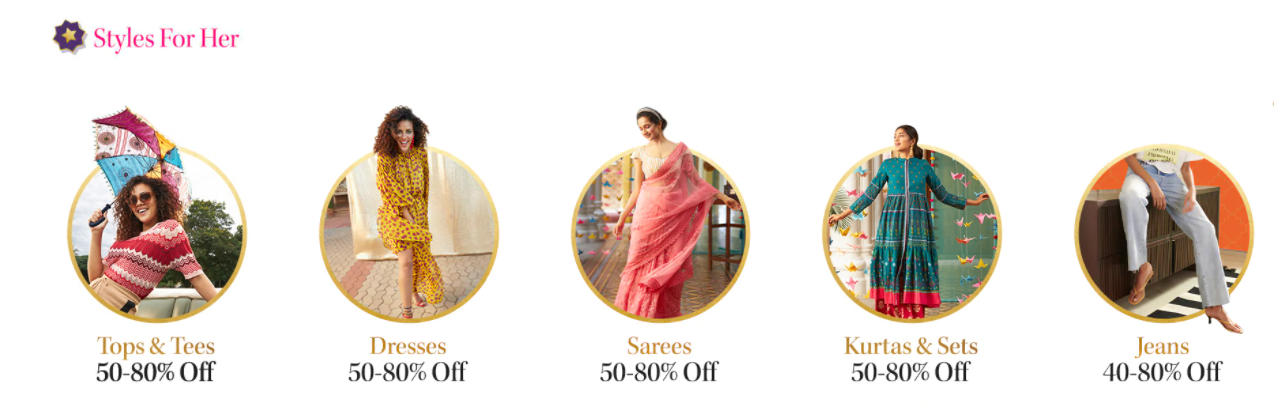 Styles For Her
Tops & Tees
50-80% Off
Dresses
50-80% Off
Sarees
50-80% Off
Kurtas & Sets
50-80% Off
Jeans
40-80% Off